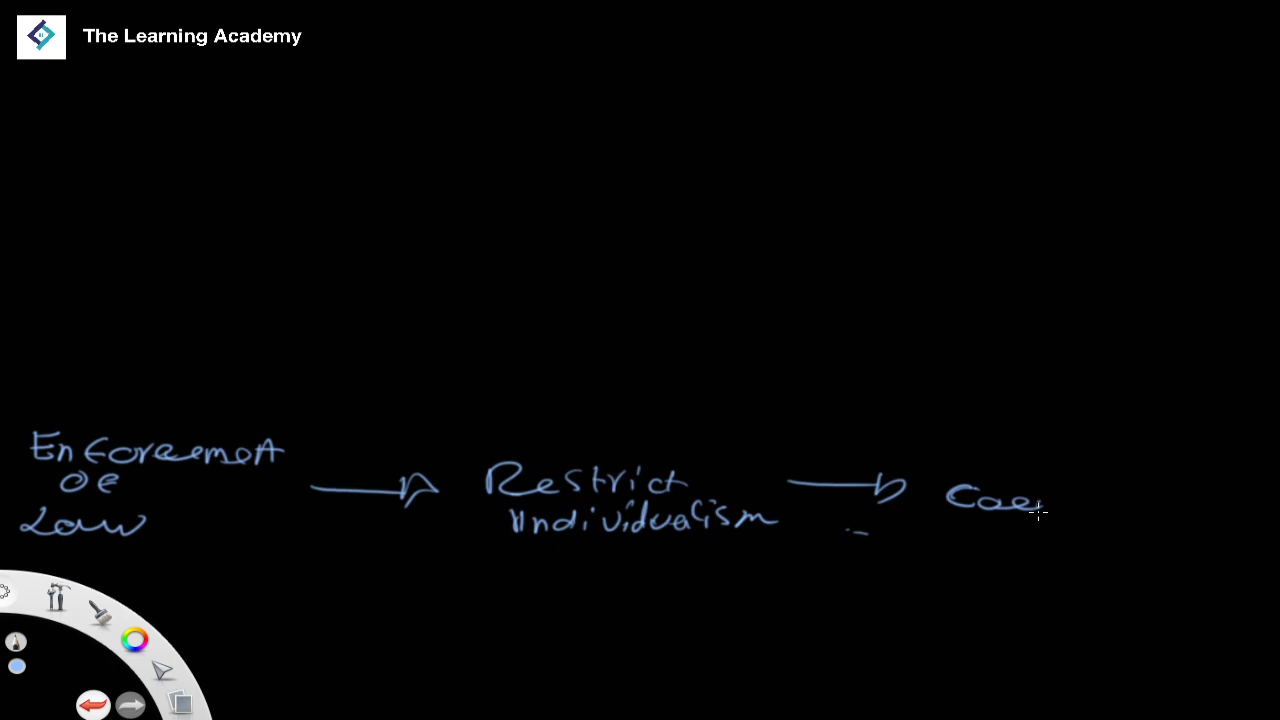 The Learning Academy
Enforcement
of
Law
Restrict
Individualism